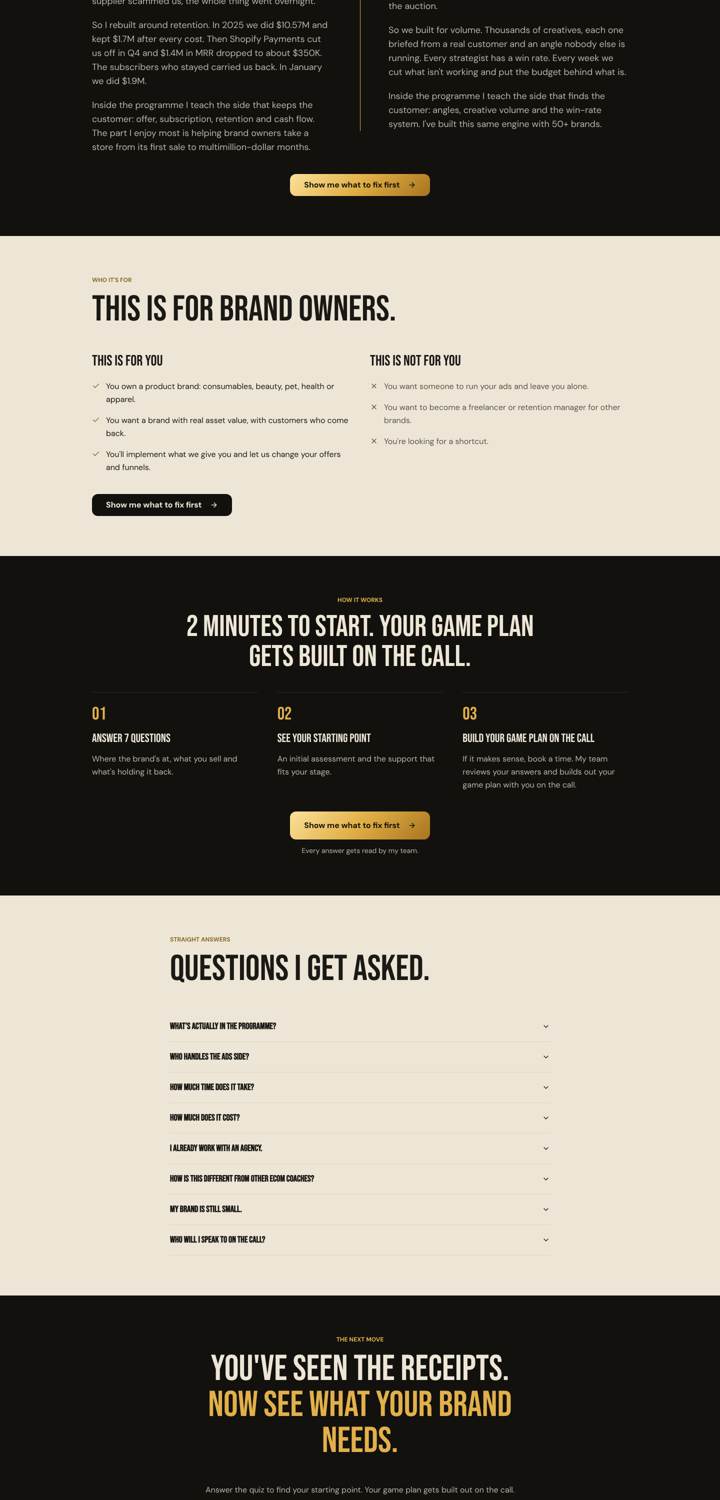 supplier scammed us, the whole thing went overnight.
So I rebuilt around retention. In 2025 we did $10.57M and
kept $1.7M after every cost. Then Shopify Payments cut
us off in Q4 and $1.4M in MRR dropped to about $350K.
The subscribers who stayed carried us back. In January
we did $1.9M.
Inside the programme I teach the side that keeps the
customer: offer, subscription, retention and cash flow.
The part I enjoy most is helping brand owners take a
store from its first sale to multimillion-dollar months.
the auction.
So we built for volume. Thousands of creatives, each one
briefed from a real customer and an angle nobody else is
running. Every strategist has a win rate. Every week we
cut what isn't working and put the budget behind what is.
Inside the programme I teach the side that finds the
customer: angles, creative volume and the win-rate
system. I've built this same engine with 50+ brands.
Show me what to fix first →
WHO IT'S FOR
THIS IS FOR BRAND OWNERS.
THIS IS FOR YOU
You own a product brand: consumables, beauty, pet, health or
apparel.
You want a brand with real asset value, with customers who come
back.
You'll implement what we give you and let us change your offers
and funnels.
THIS IS NOT FOR YOU
You want someone to run your ads and leave you alone.
You want to become a freelancer or retention manager for other
brands.
You're looking for a shortcut.
Show me what to fix first →
HOW IT WORKS
2 MINUTES TO START. YOUR GAME PLAN
GETS BUILT ON THE CALL.
01
ANSWER 7 QUESTIONS
Where the brand's at, what you sell and
what's holding it back.
02
SEE YOUR STARTING POINT
An initial assessment and the support that
fits your stage.
03
BUILD YOUR GAME PLAN ON THE CALL
If it makes sense, book a time. My team
reviews your answers and builds out your
game plan with you on the call.
Show me what to fix first →
Every answer gets read by my team.
STRAIGHT ANSWERS
QUESTIONS I GET ASKED.
WHAT'S ACTUALLY IN THE PROGRAMME?
WHO HANDLES THE ADS SIDE?
HOW MUCH TIME DOES IT TAKE?
HOW MUCH DOES IT COST?
I ALREADY WORK WITH AN AGENCY.
HOW IS THIS DIFFERENT FROM OTHER ECOM COACHES?
MY BRAND IS STILL SMALL.
WHO WILL I SPEAK TO ON THE CALL?
THE NEXT MOVE
YOU'VE SEEN THE RECEIPTS.
NOW SEE WHAT YOUR BRAND
NEEDS.
Answer the quiz to find your starting point. Your game plan gets built out on the call.